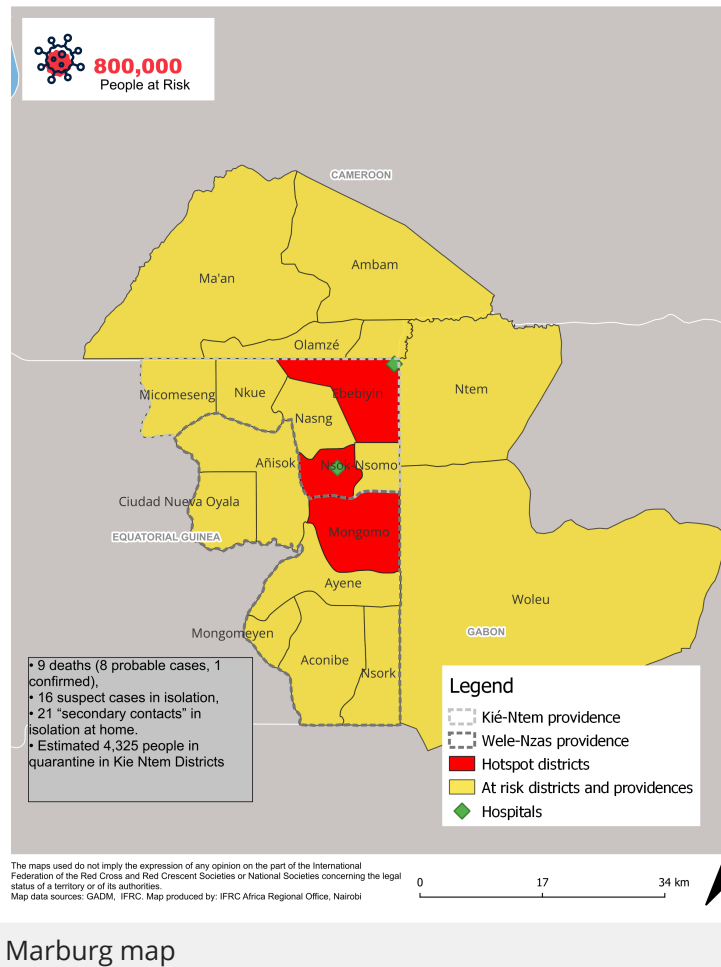 800,000
People at Risk
CAMEROON
Ma'an
Ambam
Olamzé
Micomeseng
Nkue
Ebebiyin
Ntem
Nasng
Añisok
Nsok-Nsomo
Ciudad Nueva Oyala
EQUATORIAL GUINEA
Mongomo
Ayene
Woleu
GABON
Mongomeyen
Aconibe
Nsork
• 9 deaths (8 probable cases, 1
confirmed),
• 16 suspect cases in isolation,
• 21 “secondary contacts” in
isolation at home.
• Estimated 4,325 people in
quarantine in Kie Ntem Districts
Legend
Kié-Ntem providence
Wele-Nzas providence
Hotspot districts
At risk districts and providences
Hospitals
The maps used do not imply the expression of any opinion on the part of the International
Federation of the Red Cross and Red Crescent Societies or National Societies concerning the legal
status of a territory or of its authorities.
Map data sources: GADM, IFRC. Map produced by: IFRC Africa Regional Office, Nairobi
0 17 34 km
Marburg map